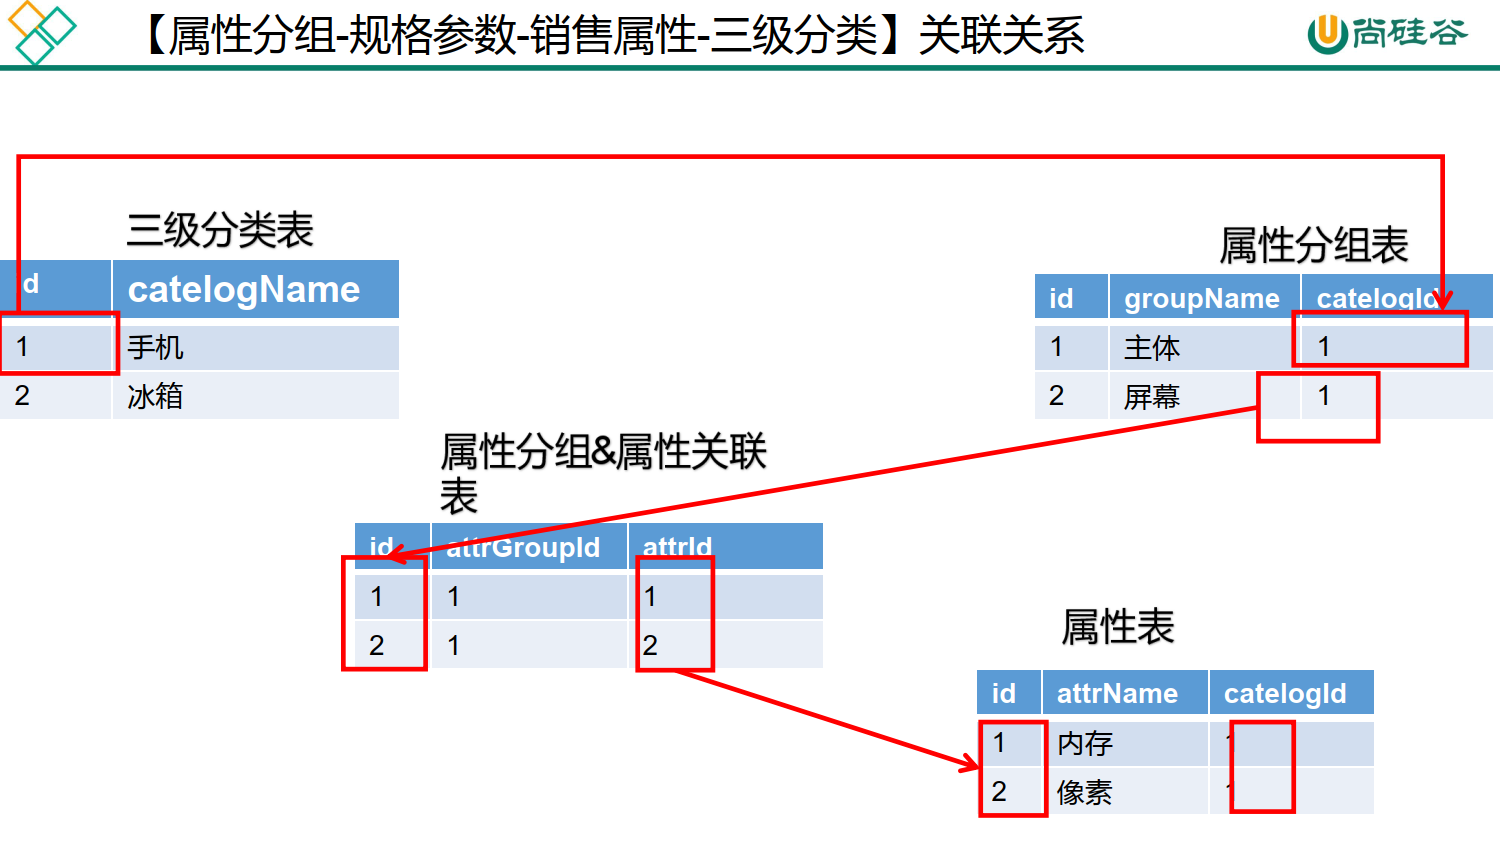 【属性分组-规格参数-销售属性-三级分类】关联关系
尚硅谷
三级分类表
id catelogName
1 手机
2 冰箱
属性分组表
id groupName catelogId
1 主体 1
2 屏幕 1
属性分组&属性关联
表
id attrGroupId attrId
1 1 1
2 1 2
属性表
id attrName catelogId
1 内存 1
2 像素 1